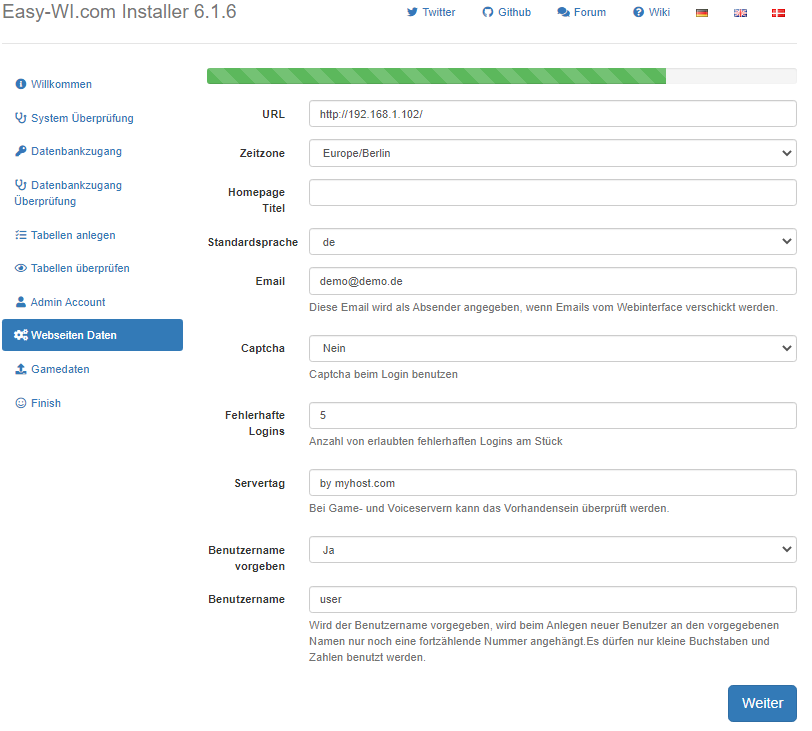 Easy-WI.com Installer 6.1.6
Twitter Github Forum Wiki
Willkommen
System Überprüfung
Datenbankzugang
Datenbankzugang
Überprüfung
Tabellen anlegen
Tabellen überprüfen
Admin Account
Webseiten Daten
Gamedaten
Finish
URL http://192.168.1.102/
Zeitzone Europe/Berlin
Homepage
Titel
Standardsprache de
Email demo@demo.de
Diese Email wird als Absender angegeben, wenn Emails vom Webinterface verschickt werden.
Captcha Nein
Captcha beim Login benutzen
Fehlerhafte
Logins 5
Anzahl von erlaubten fehlerhaften Logins am Stück
Servertag by myhost.com
Bei Game- und Voiceservern kann das Vorhandensein überprüft werden.
Benutzername
vorgeben Ja
Benutzername user
Wird der Benutzername vorgegeben, wird beim Anlegen neuer Benutzer an den vorgegebenen
Namen nur noch eine fortzählende Nummer angehängt.Es dürfen nur kleine Buchstaben und
Zahlen benutzt werden.
Weiter